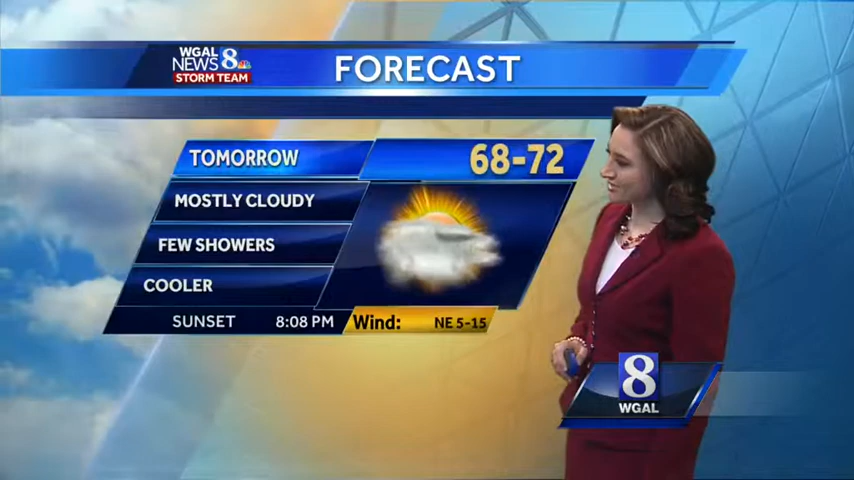 WGAL
NEWS 8
STORM TEAM
FORECAST
TOMORROW 68-72
MOSTLY CLOUDY
FEW SHOWERS
COOLER
SUNSET 8:08 PM Wind: NE 5-15
8
WGAL